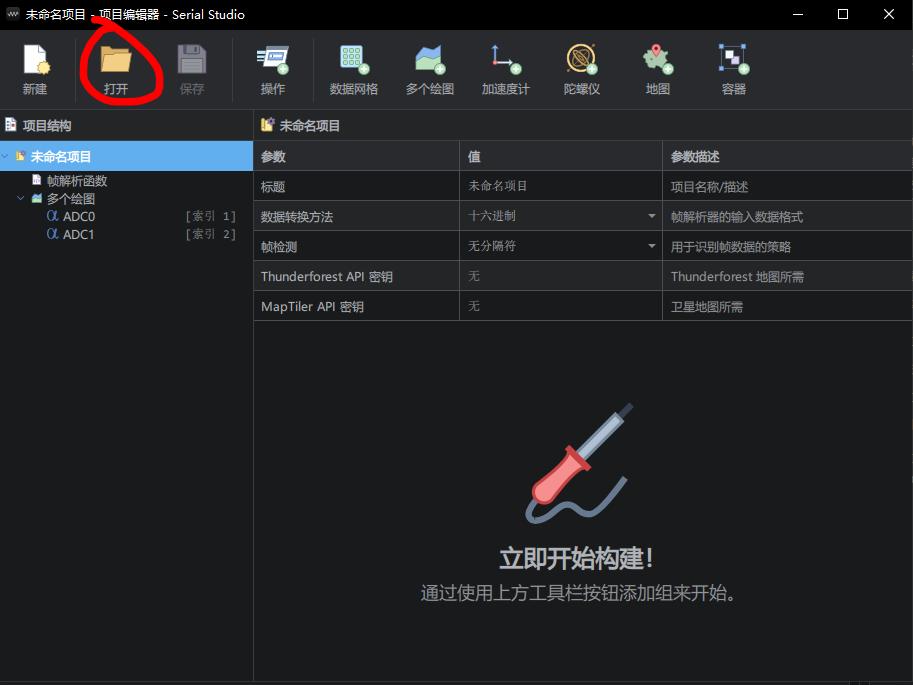 未命名项目 - 项目编辑器 - Serial Studio
新建
打开
保存
操作
数据网格
多个绘图
加速度计
陀螺仪
地图
容器
项目结构
未命名项目
帧解析函数
多个绘图
α ADC0 [索引 1]
α ADC1 [索引 2]
未命名项目
参数 值 参数描述
标题 未命名项目 项目名称/描述
数据转换方法 十六进制 帧解析器的输入数据格式
帧检测 无分隔符 用于识别帧数据的策略
Thunderforest API 密钥 无 Thunderforest 地图所需
MapTiler API 密钥 无 卫星地图所需
立即开始构建！
通过使用上方工具栏按钮添加组来开始。